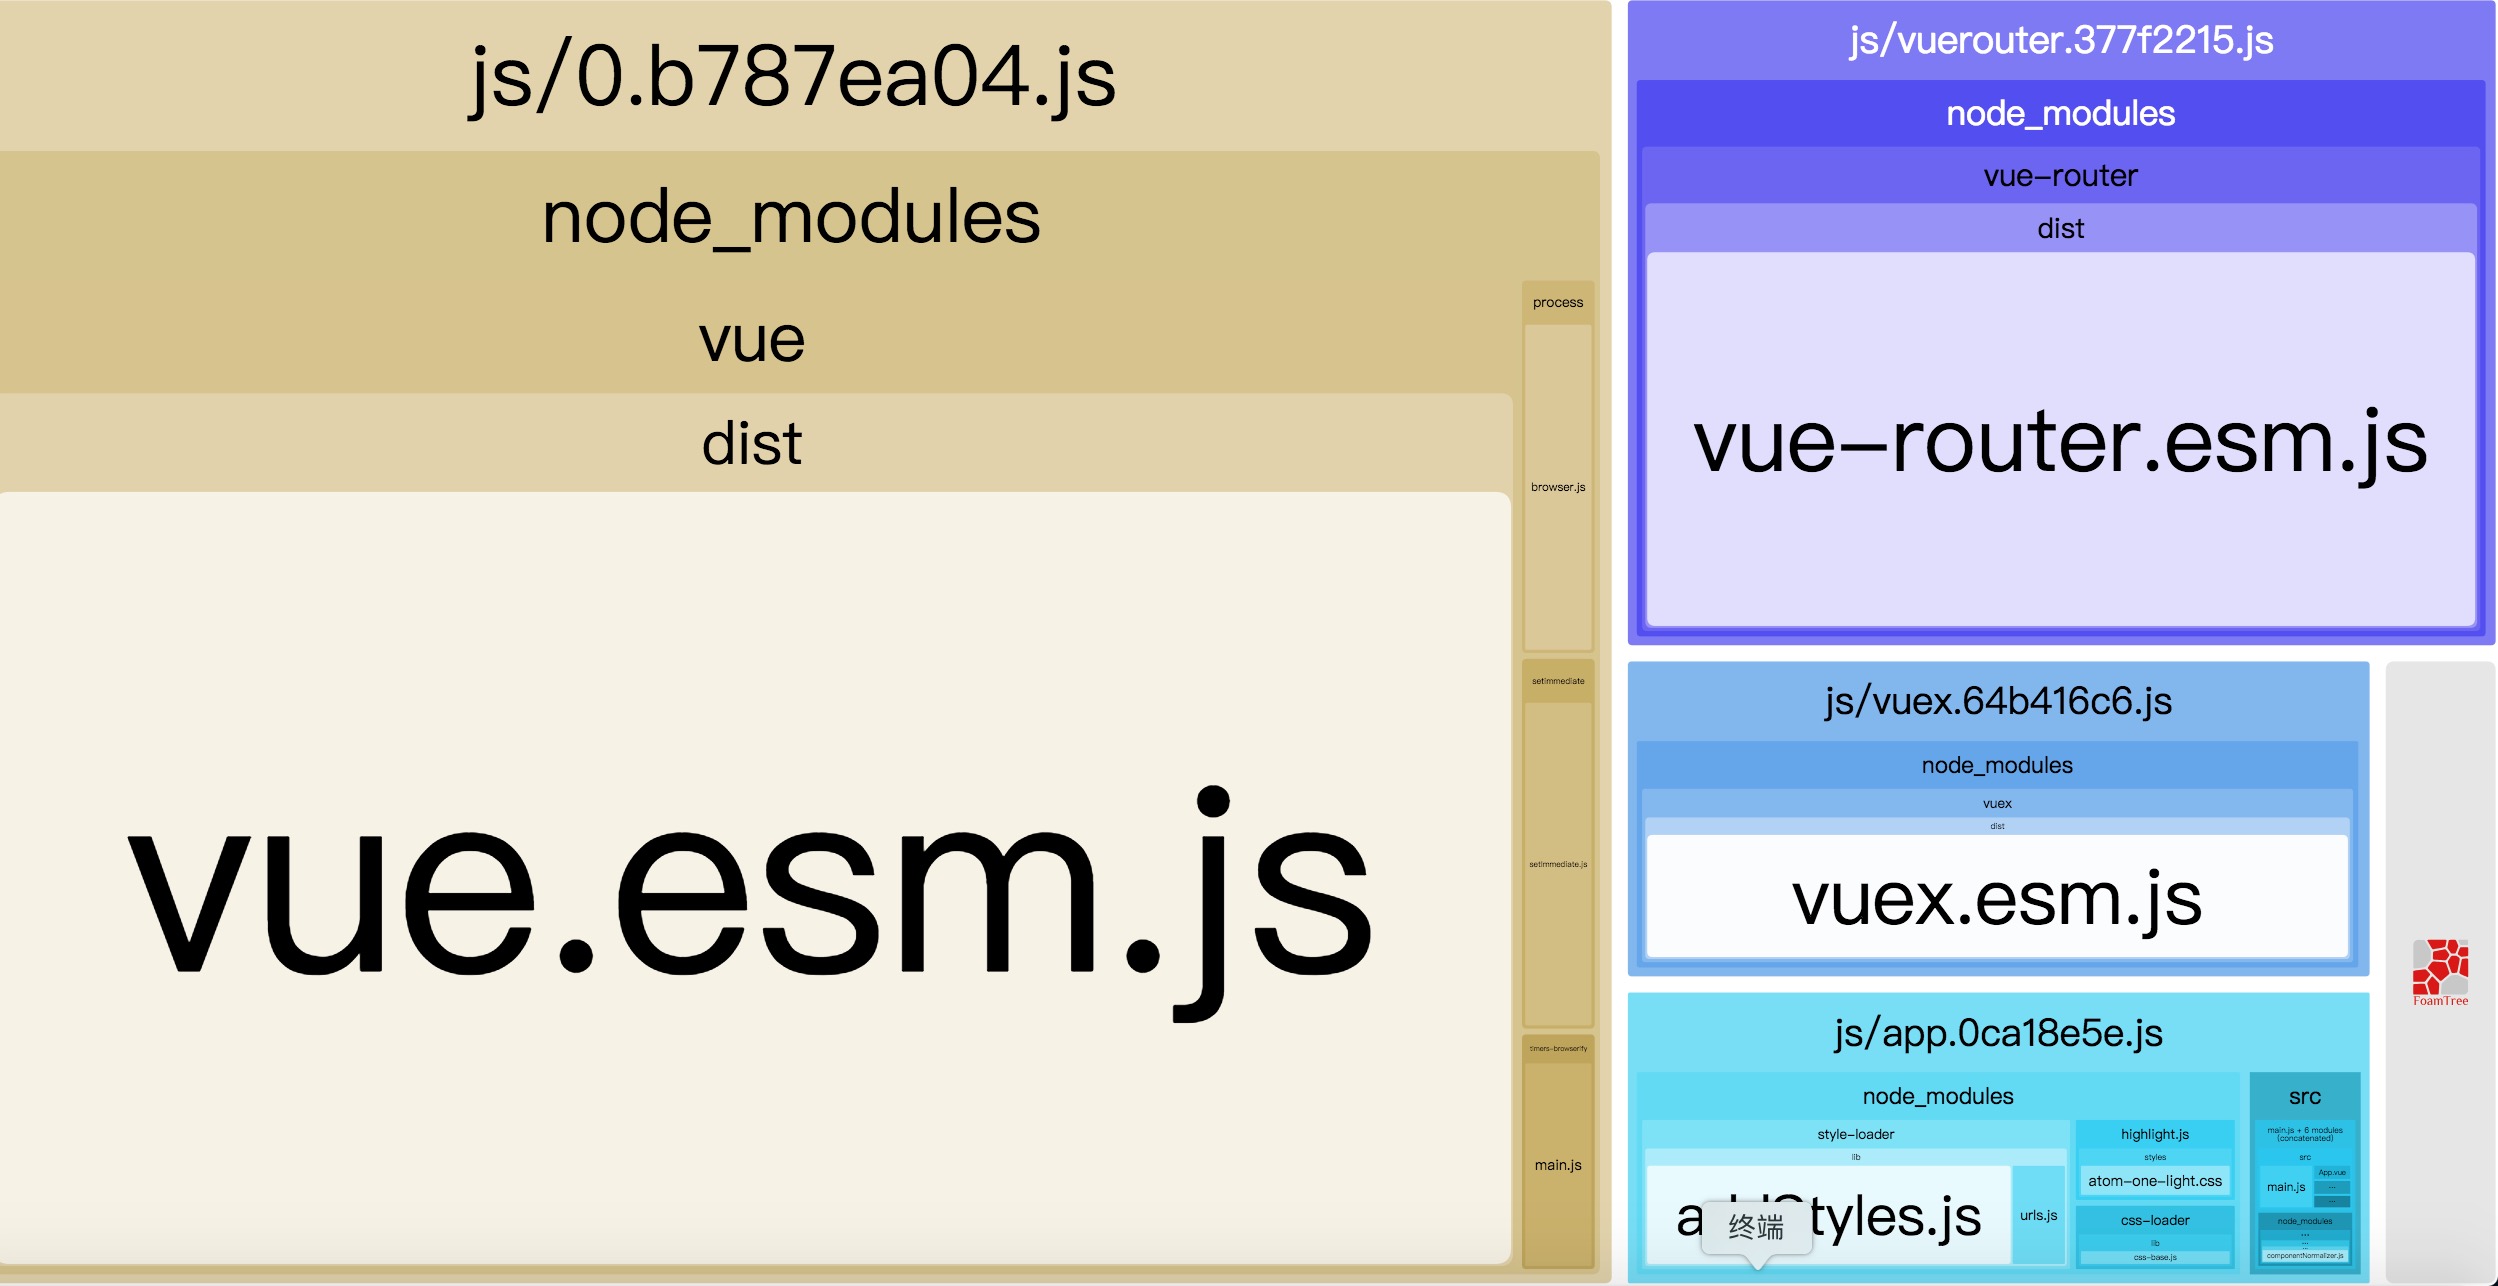 js/0.b787ea04.js
node_modules
vue
dist
vue.esm.js
process
browser.js
setimmediate
setImmediate.js
timers-browserify
main.js
js/vuerouter.377f2215.js
node_modules
vue-router
dist
vue-router.esm.js
js/vuex.64b416c6.js
node_modules
vuex
dist
vuex.esm.js
js/app.0ca18e5e.js
node_modules
style-loader
lib
addStyles.js
urls.js
highlight.js
styles
atom-one-light.css
css-loader
lib
css-base.js
src
main.js + 6 modules
(concatenated)
src
main.js
App.vue
...
...
node_modules
...
...
componentNormalizer.js
终端
FoamTree